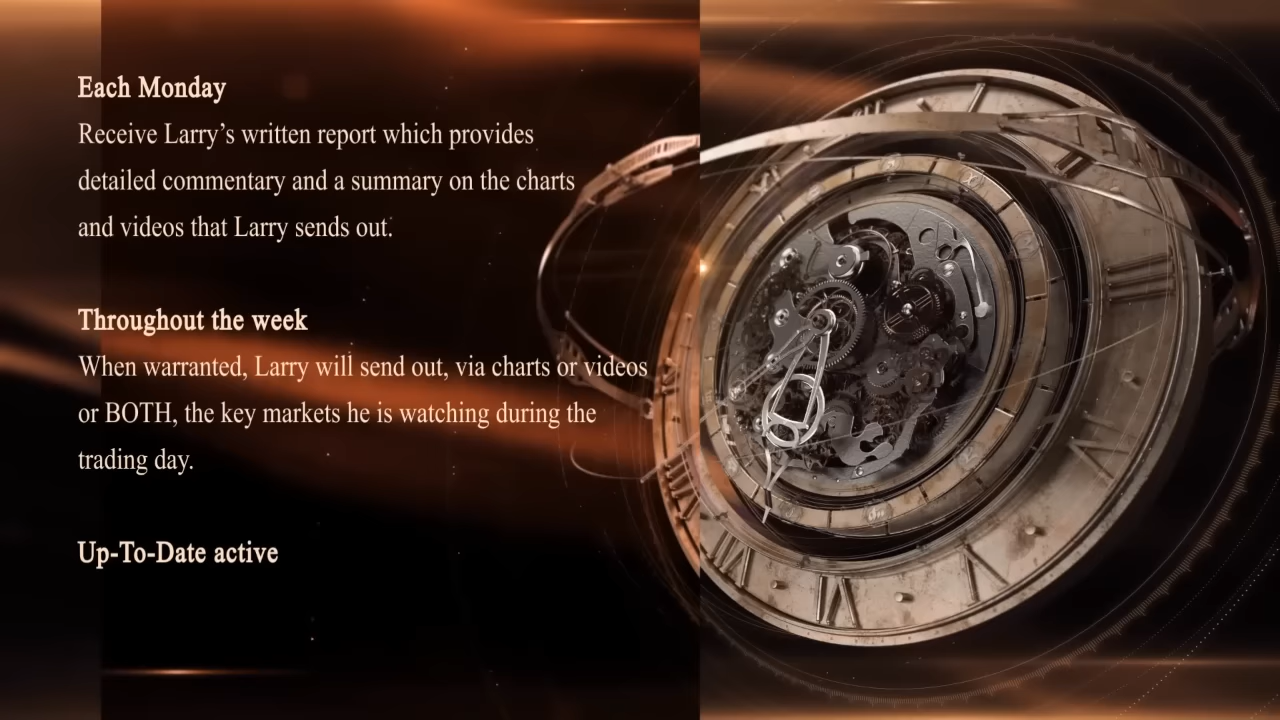 Each Monday
Receive Larry’s written report which provides
detailed commentary and a summary on the charts
and videos that Larry sends out.
Throughout the week
When warranted, Larry will send out, via charts or videos
or BOTH, the key markets he is watching during the
trading day.
Up-To-Date active